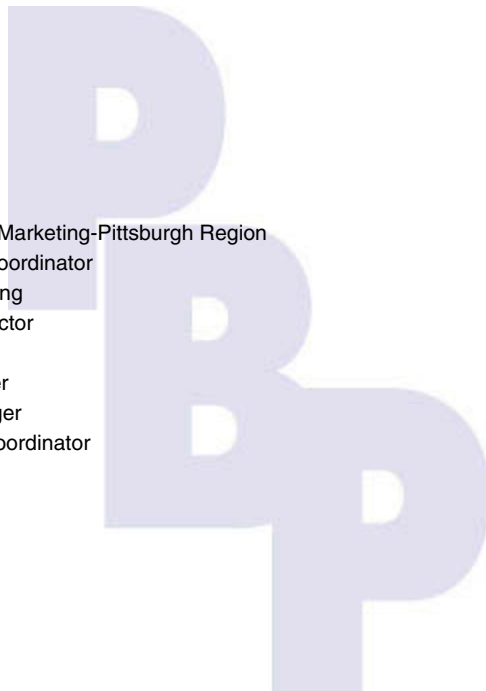 P
Marketing-Pittsburgh Region
oordinator
ng
ctor
er
ger
oordinator
B
P